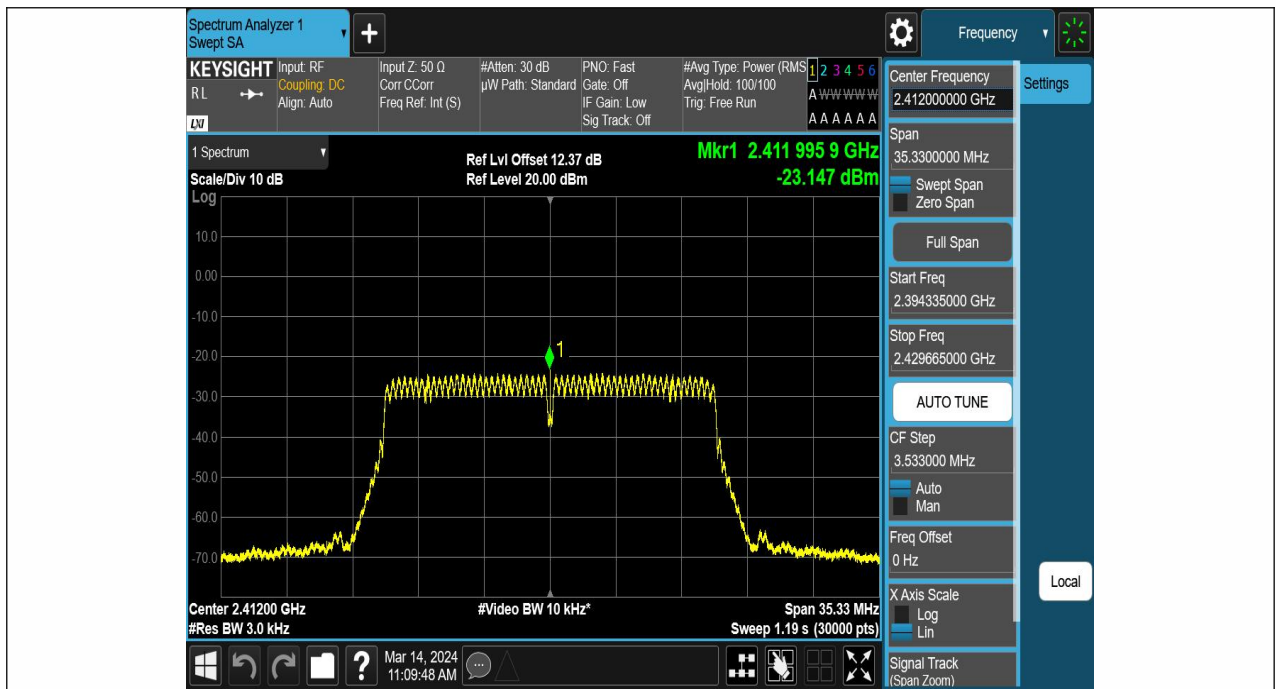 Spectrum Analyzer 1
Swept SA
+
Frequency
KEYSIGHT
RL
LXI
Input: RF
Coupling: DC
Align: Auto
Input Z: 50 Ω
Corr CCorr
Freq Ref: Int (S)
#Atten: 30 dB
µW Path: Standard
PNO: Fast
Gate: Off
IF Gain: Low
Sig Track: Off
#Avg Type: Power (RMS
Avg|Hold: 100/100
Trig: Free Run
1 2 3 4 5 6
A W W W W W
A A A A A A
1 Spectrum
Scale/Div 10 dB
Log
Ref Lvl Offset 12.37 dB
Ref Level 20.00 dBm
Mkr1 2.411 995 9 GHz
-23.147 dBm
10.0
0.00
-10.0
-20.0
-30.0
-40.0
-50.0
-60.0
-70.0
1
Center 2.41200 GHz
#Res BW 3.0 kHz
#Video BW 10 kHz*
Span 35.33 MHz
Sweep 1.19 s (30000 pts)
?
Mar 14, 2024
11:09:48 AM
Center Frequency
2.412000000 GHz
Span
35.3300000 MHz
Swept Span
Zero Span
Full Span
Start Freq
2.394335000 GHz
Stop Freq
2.429665000 GHz
AUTO TUNE
CF Step
3.533000 MHz
Auto
Man
Freq Offset
0 Hz
X Axis Scale
Log
Lin
Signal Track
(Span Zoom)
Settings
Local